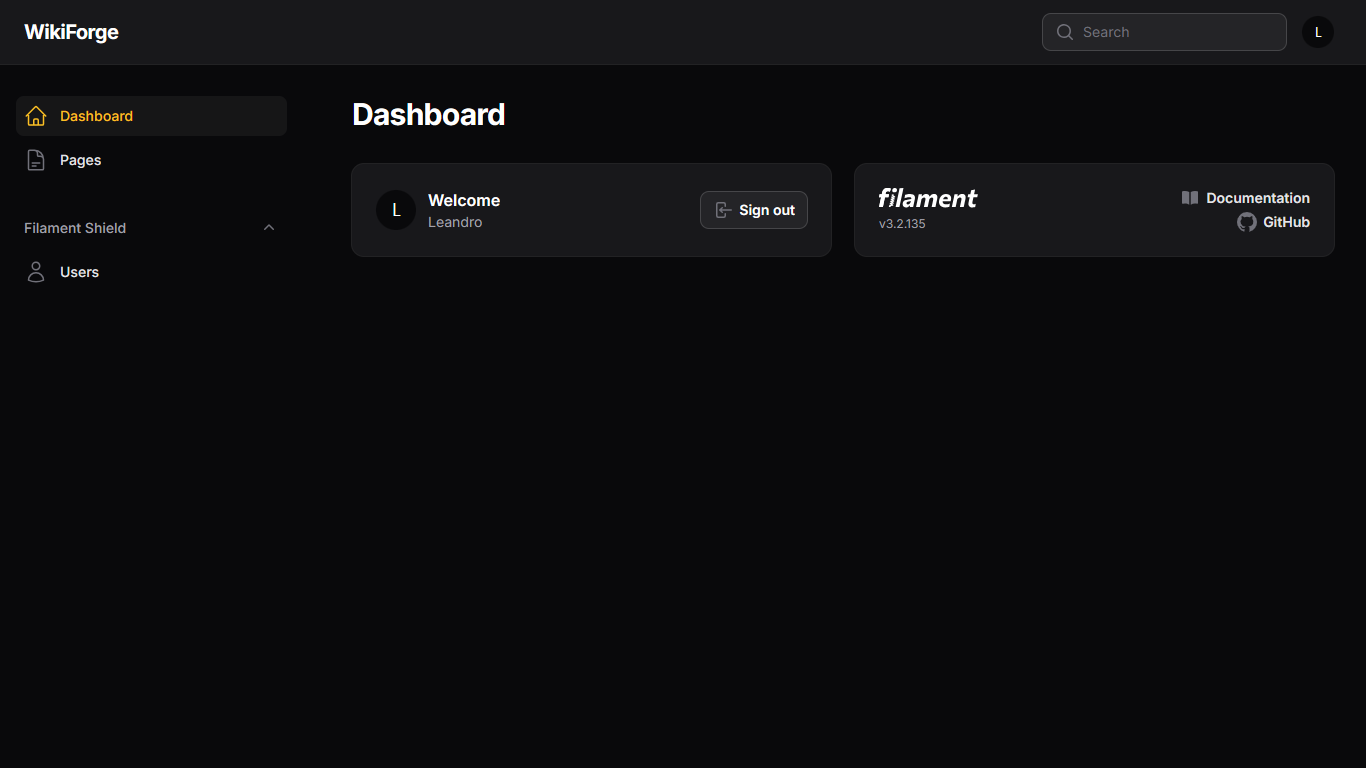 WikiForge
Search
L
Dashboard
Pages
Filament Shield
Users
Dashboard
L
Welcome
Leandro
Sign out
filament
v3.2.135
Documentation
GitHub